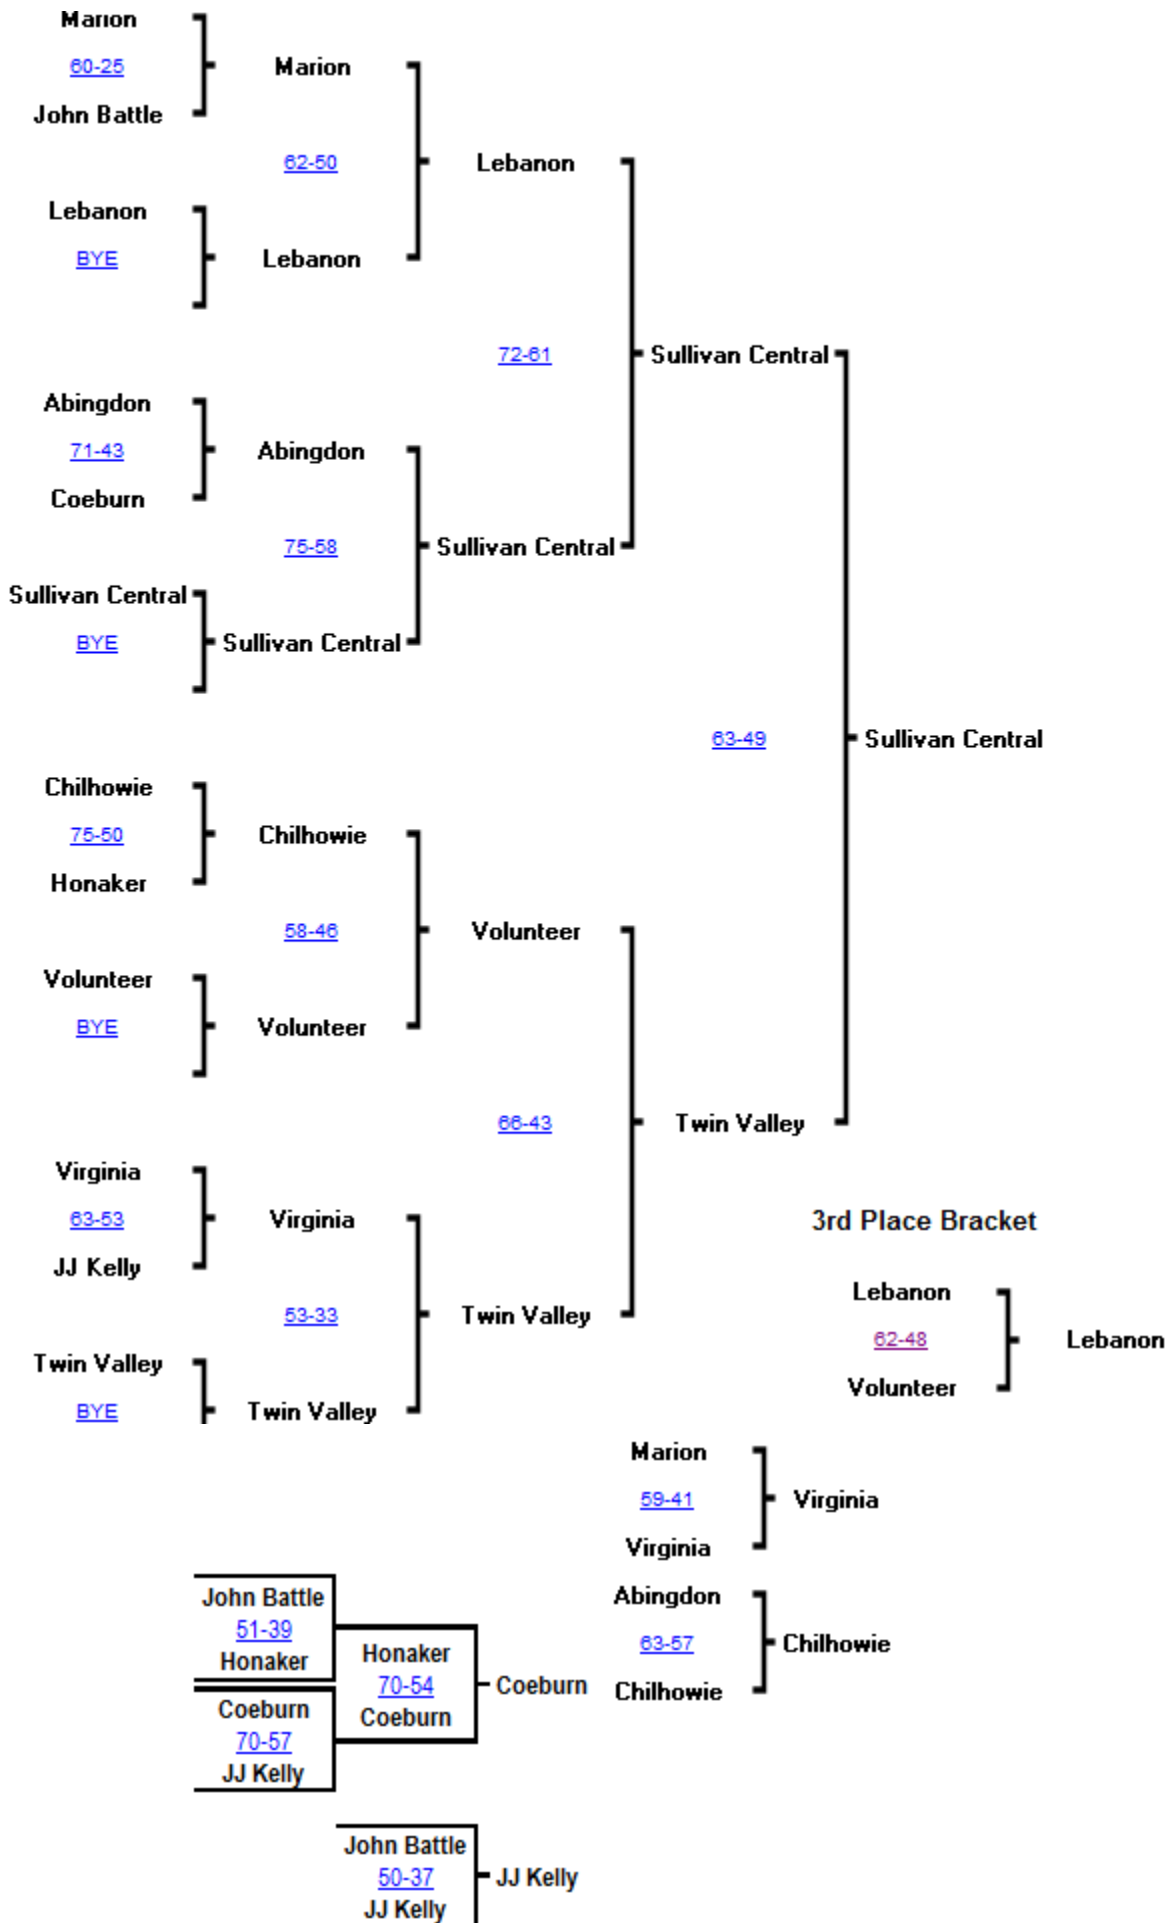 Marion
60-25
Marion
John Battle
62-50
Lebanon
Lebanon
BYE
Lebanon
72-61
Sullivan Central
Abingdon
71-43
Abingdon
Coeburn
75-58
Sullivan Central
Sullivan Central
BYE
Sullivan Central
63-49
Sullivan Central
Chilhowie
75-50
Chilhowie
Honaker
58-46
Volunteer
Volunteer
BYE
Volunteer
66-43
Twin Valley
Virginia
63-53
Virginia
JJ Kelly
53-33
Twin Valley
Twin Valley
BYE
Twin Valley
3rd Place Bracket
Lebanon
62-48
Lebanon
Volunteer
Marion
59-41
Virginia
Virginia
Abingdon
63-57
Chilhowie
Chilhowie
John Battle
51-39
Honaker
Honaker
70-54
Coeburn
Coeburn
Coeburn
70-57
JJ Kelly
John Battle
50-37
JJ Kelly
JJ Kelly